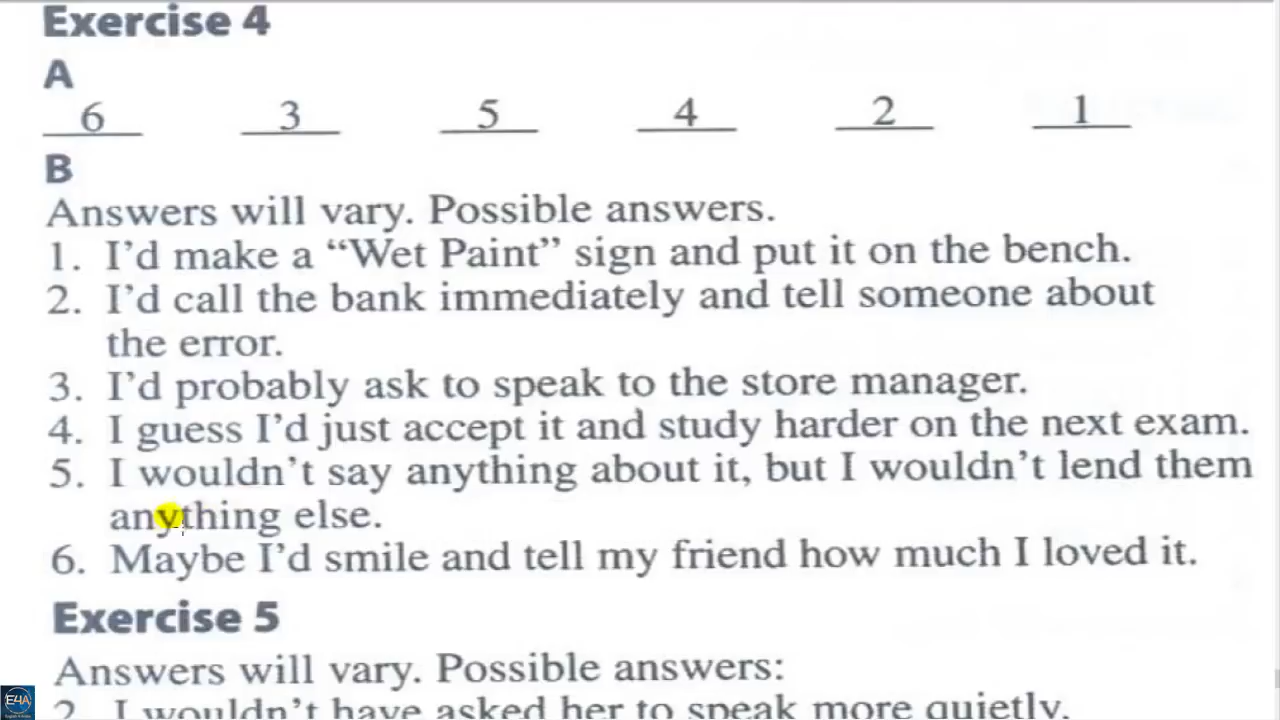 Exercise 4
A
6 3 5 4 2 1
B
Answers will vary. Possible answers.
1. I’d make a “Wet Paint” sign and put it on the bench.
2. I’d call the bank immediately and tell someone about
the error.
3. I’d probably ask to speak to the store manager.
4. I guess I’d just accept it and study harder on the next exam.
5. I wouldn’t say anything about it, but I wouldn’t lend them
anything else.
6. Maybe I’d smile and tell my friend how much I loved it.
Exercise 5
Answers will vary. Possible answers:
2. I wouldn’t have asked her to speak more quietly.
E4A